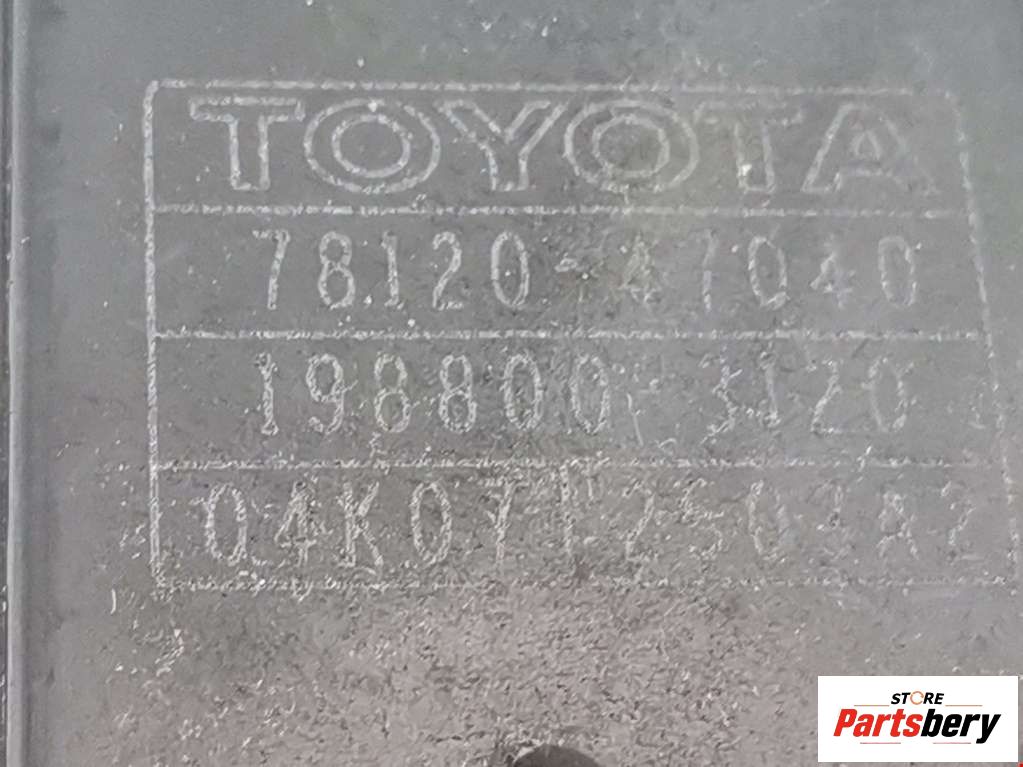 TOYOTA
78120-47040
198800-3120
STORE
Partsbery